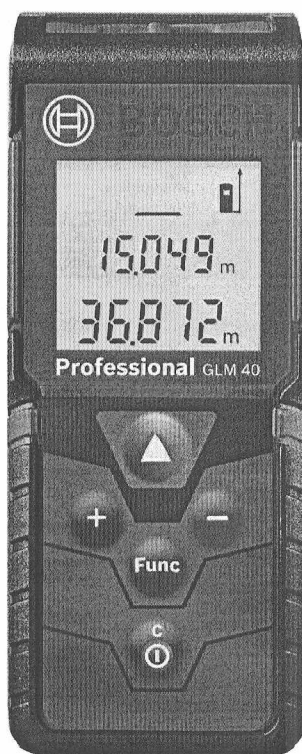 BOSCH
15.049 m
36.872 m
Professional GLM 40
+ -
Func
C